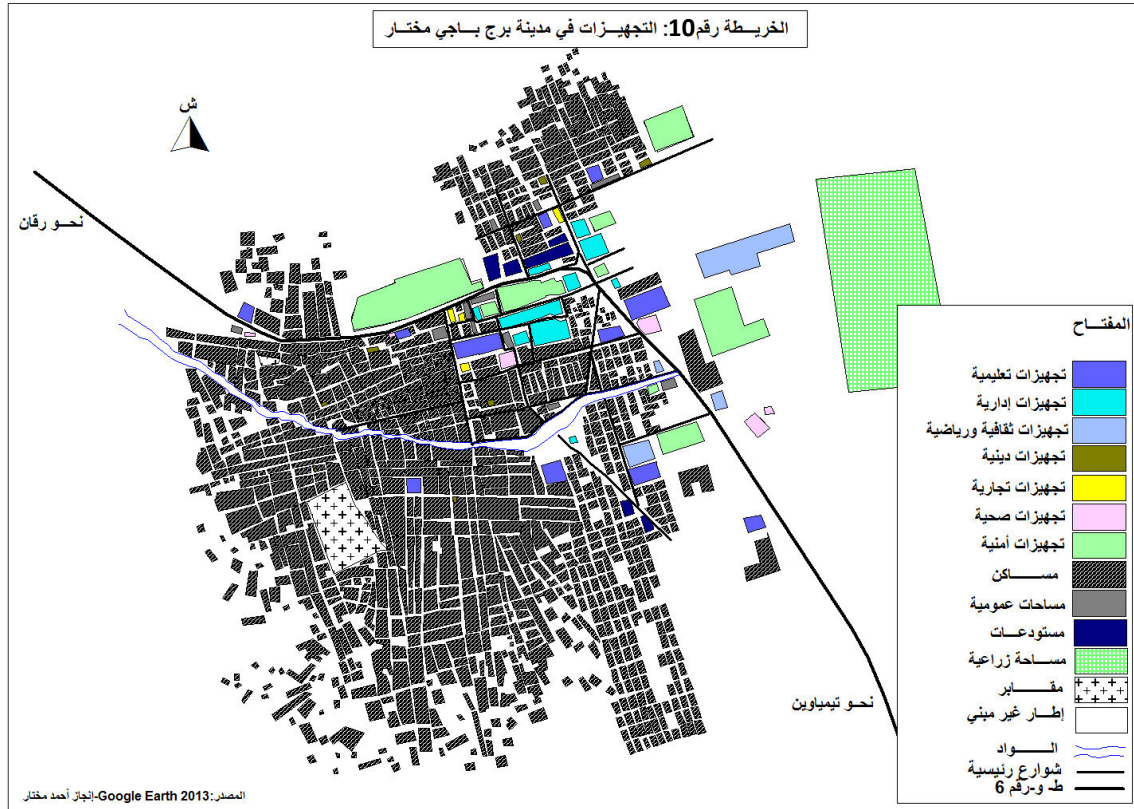 الخريطة رقم10: التجهيزات في مدينة برج باجي مختار
ش
نحو رقان
المفتاح
تجهيزات تعليمية
تجهيزات إدارية
تجهيزات ثقافية ورياضية
تجهيزات دينية
تجهيزات تجارية
تجهيزات صحية
تجهيزات أمنية
مساكن
مساحات عمومية
مستودعات
مساحة زراعية
مقابر
إطار غير مبني
الواد
شوارع رئيسية
ط- و-رقم 6
نحو تيمياوين
المصدر:Google Earth 2013-إنجاز أحمد مختار